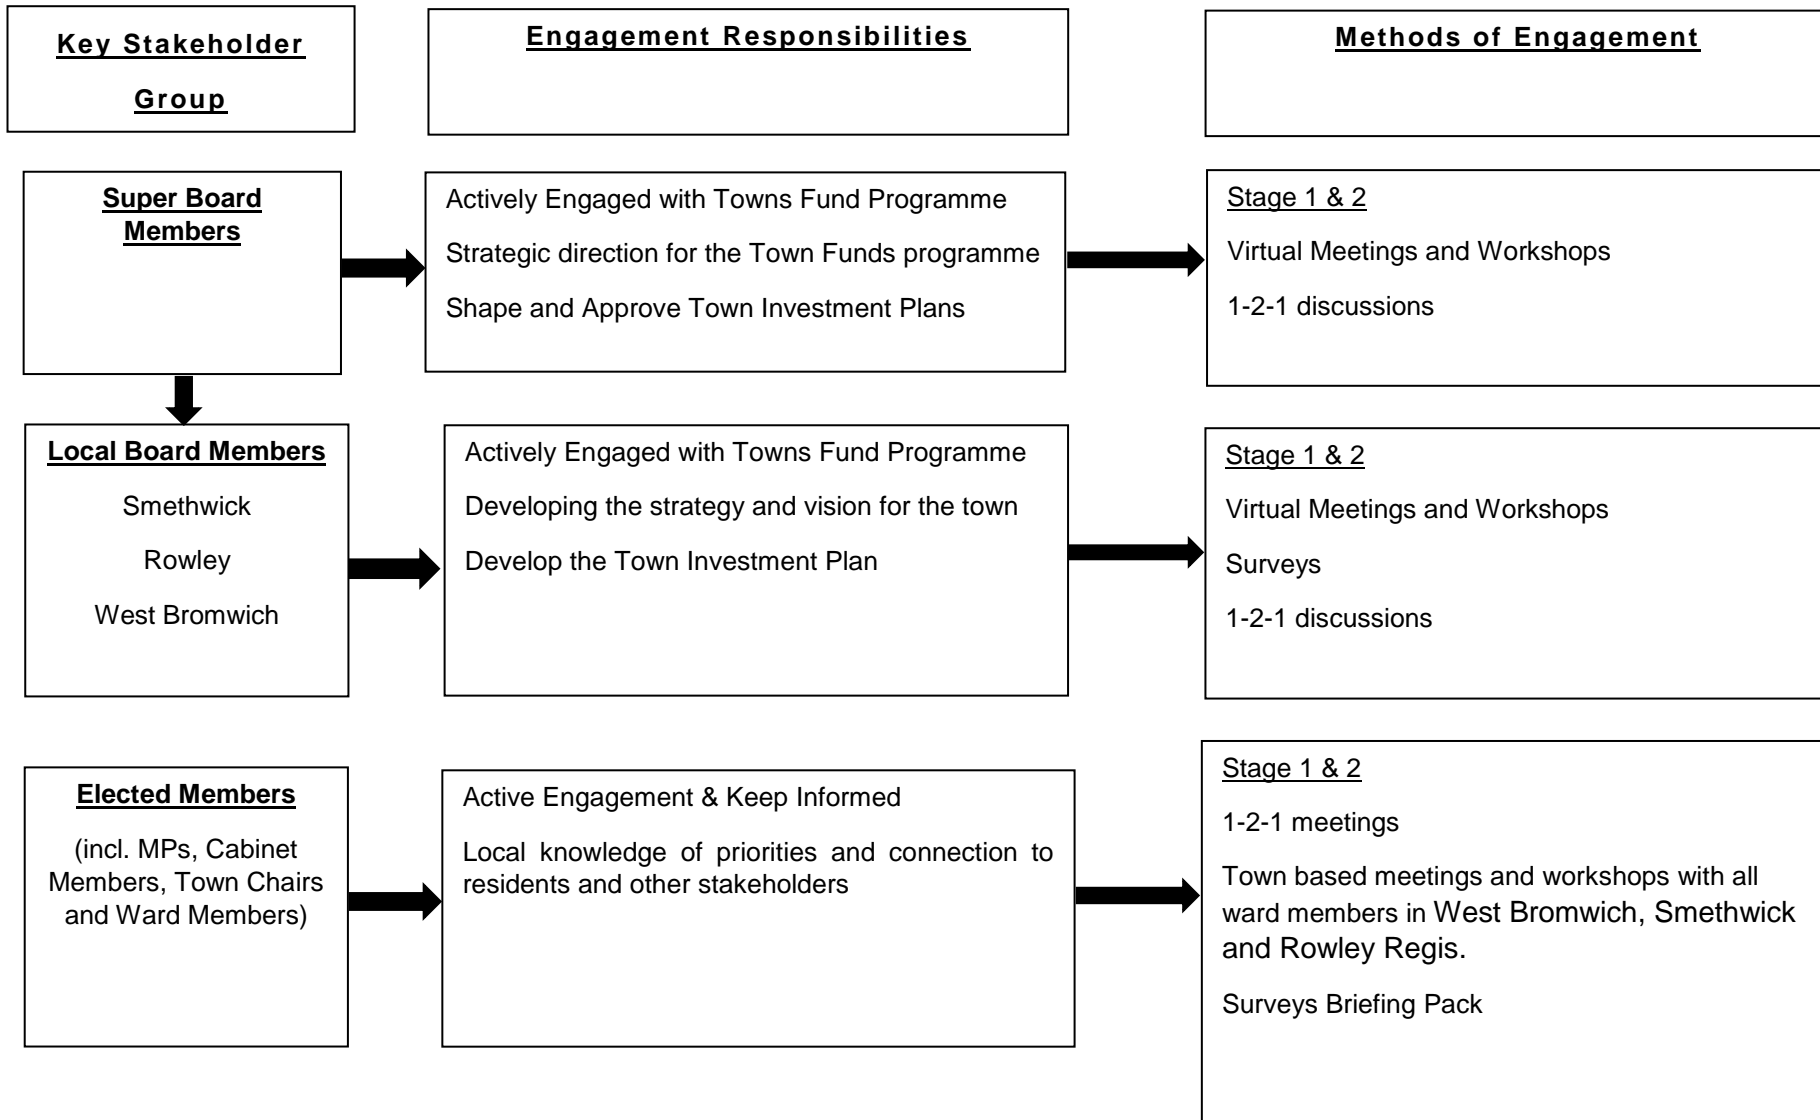 Key Stakeholder
Group
Engagement Responsibilities
Methods of Engagement
Super Board
Members
Actively Engaged with Towns Fund Programme
Strategic direction for the Town Funds programme
Shape and Approve Town Investment Plans
Stage 1 & 2
Virtual Meetings and Workshops
1-2-1 discussions
Local Board Members
Smethwick
Rowley
West Bromwich
Actively Engaged with Towns Fund Programme
Developing the strategy and vision for the town
Develop the Town Investment Plan
Stage 1 & 2
Virtual Meetings and Workshops
Surveys
1-2-1 discussions
Elected Members
(incl. MPs, Cabinet
Members, Town Chairs
and Ward Members)
Active Engagement & Keep Informed
Local knowledge of priorities and connection to
residents and other stakeholders
Stage 1 & 2
1-2-1 meetings
Town based meetings and workshops with all
ward members in West Bromwich, Smethwick
and Rowley Regis.
Surveys Briefing Pack